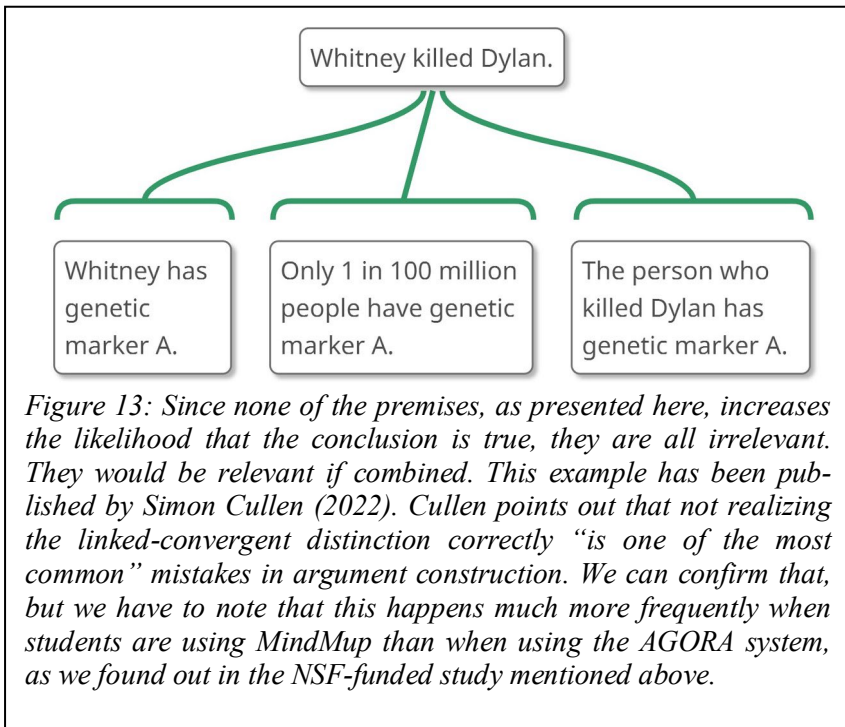 Whitney killed Dylan.
Whitney has
genetic
marker A.
Only 1 in 100 million
people have genetic
marker A.
The person who
killed Dylan has
genetic marker A.
Figure 13: Since none of the premises, as presented here, increases
the likelihood that the conclusion is true, they are all irrelevant.
They would be relevant if combined. This example has been pub-
lished by Simon Cullen (2022). Cullen points out that not realizing
the linked-convergent distinction correctly “is one of the most
common” mistakes in argument construction. We can confirm that,
but we have to note that this happens much more frequently when
students are using MindMup than when using the AGORA system,
as we found out in the NSF-funded study mentioned above.